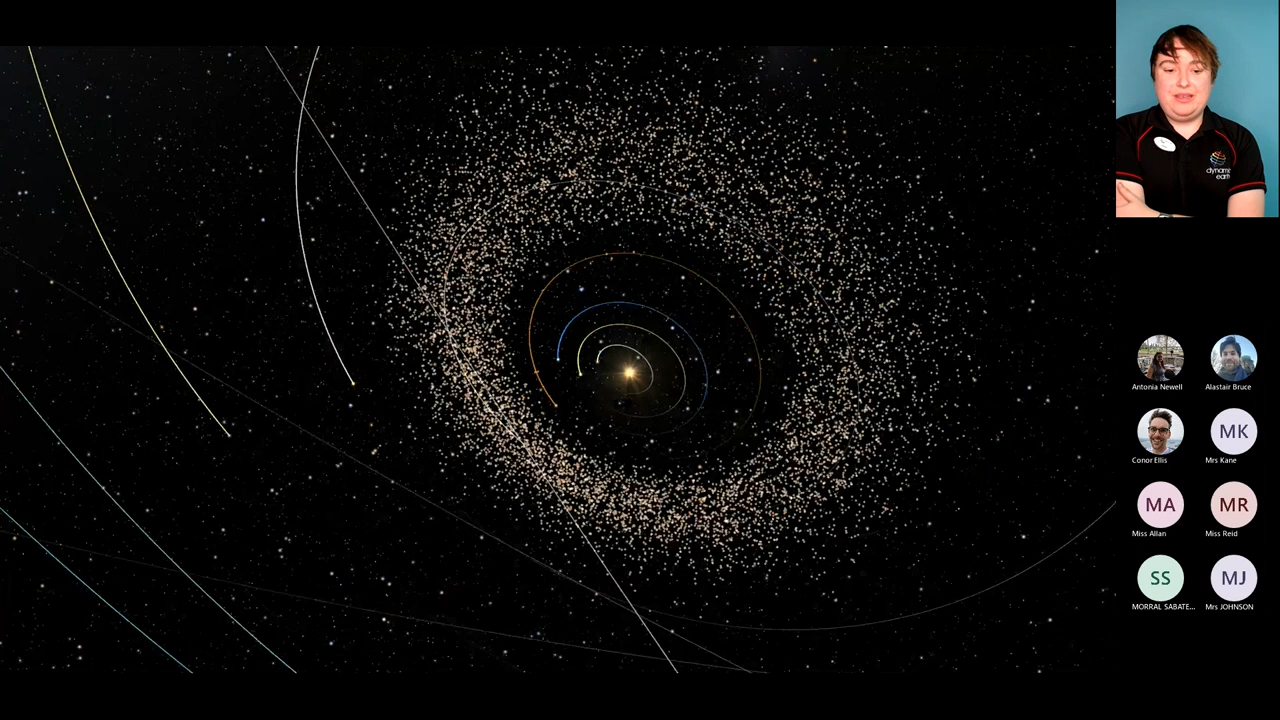 dynamic
earth
Antonia Newell
Alastair Bruce
Conor Ellis
MK
Mrs Kane
MA
Miss Allan
MR
Miss Reid
SS
MORRAL SABATE...
MJ
Mrs JOHNSON